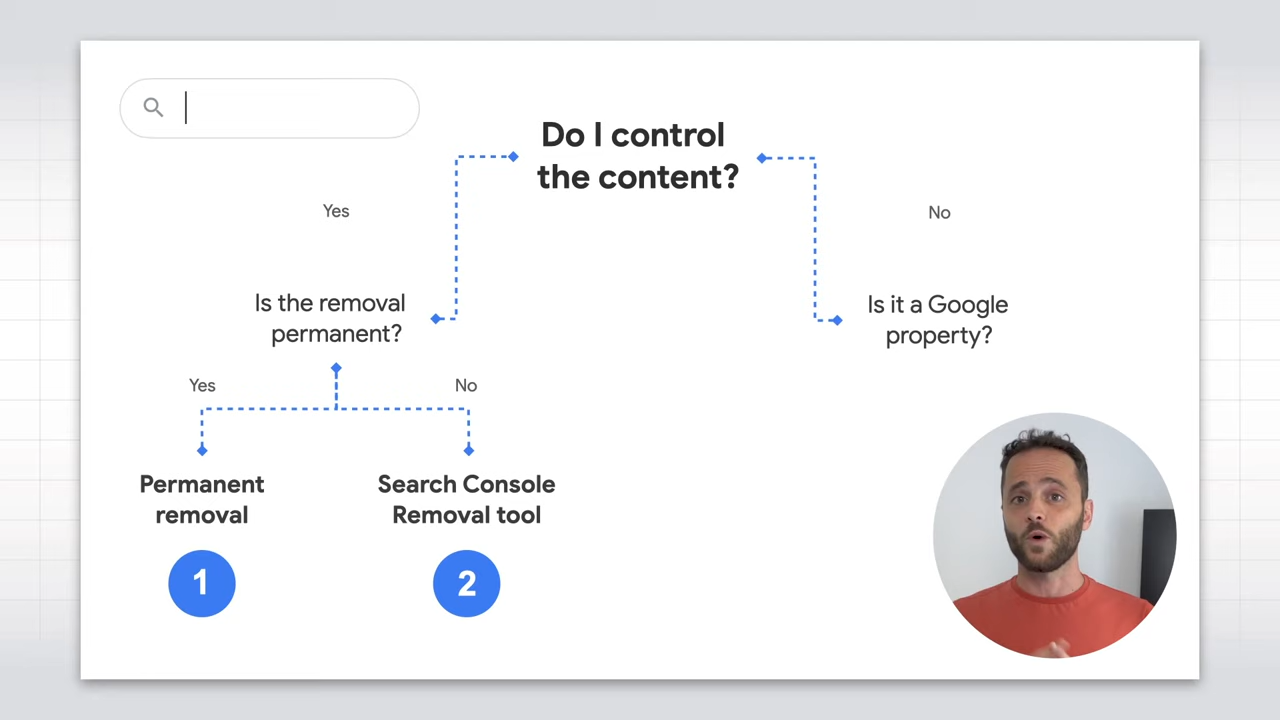 Do I control
the content?
Yes
No
Is the removal
permanent?
Is it a Google
property?
Yes
No
Permanent
removal
Search Console
Removal tool
1
2